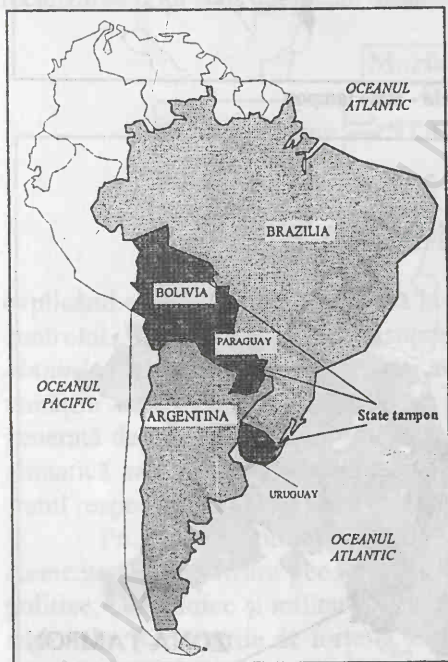 OCEANUL
ATLANTIC
BRAZILIA
BOLIVIA
PARAGUAY
OCEANUL
PACIFIC
ARGENTINA
State tampon
URUGUAY
OCEANUL
ATLANTIC